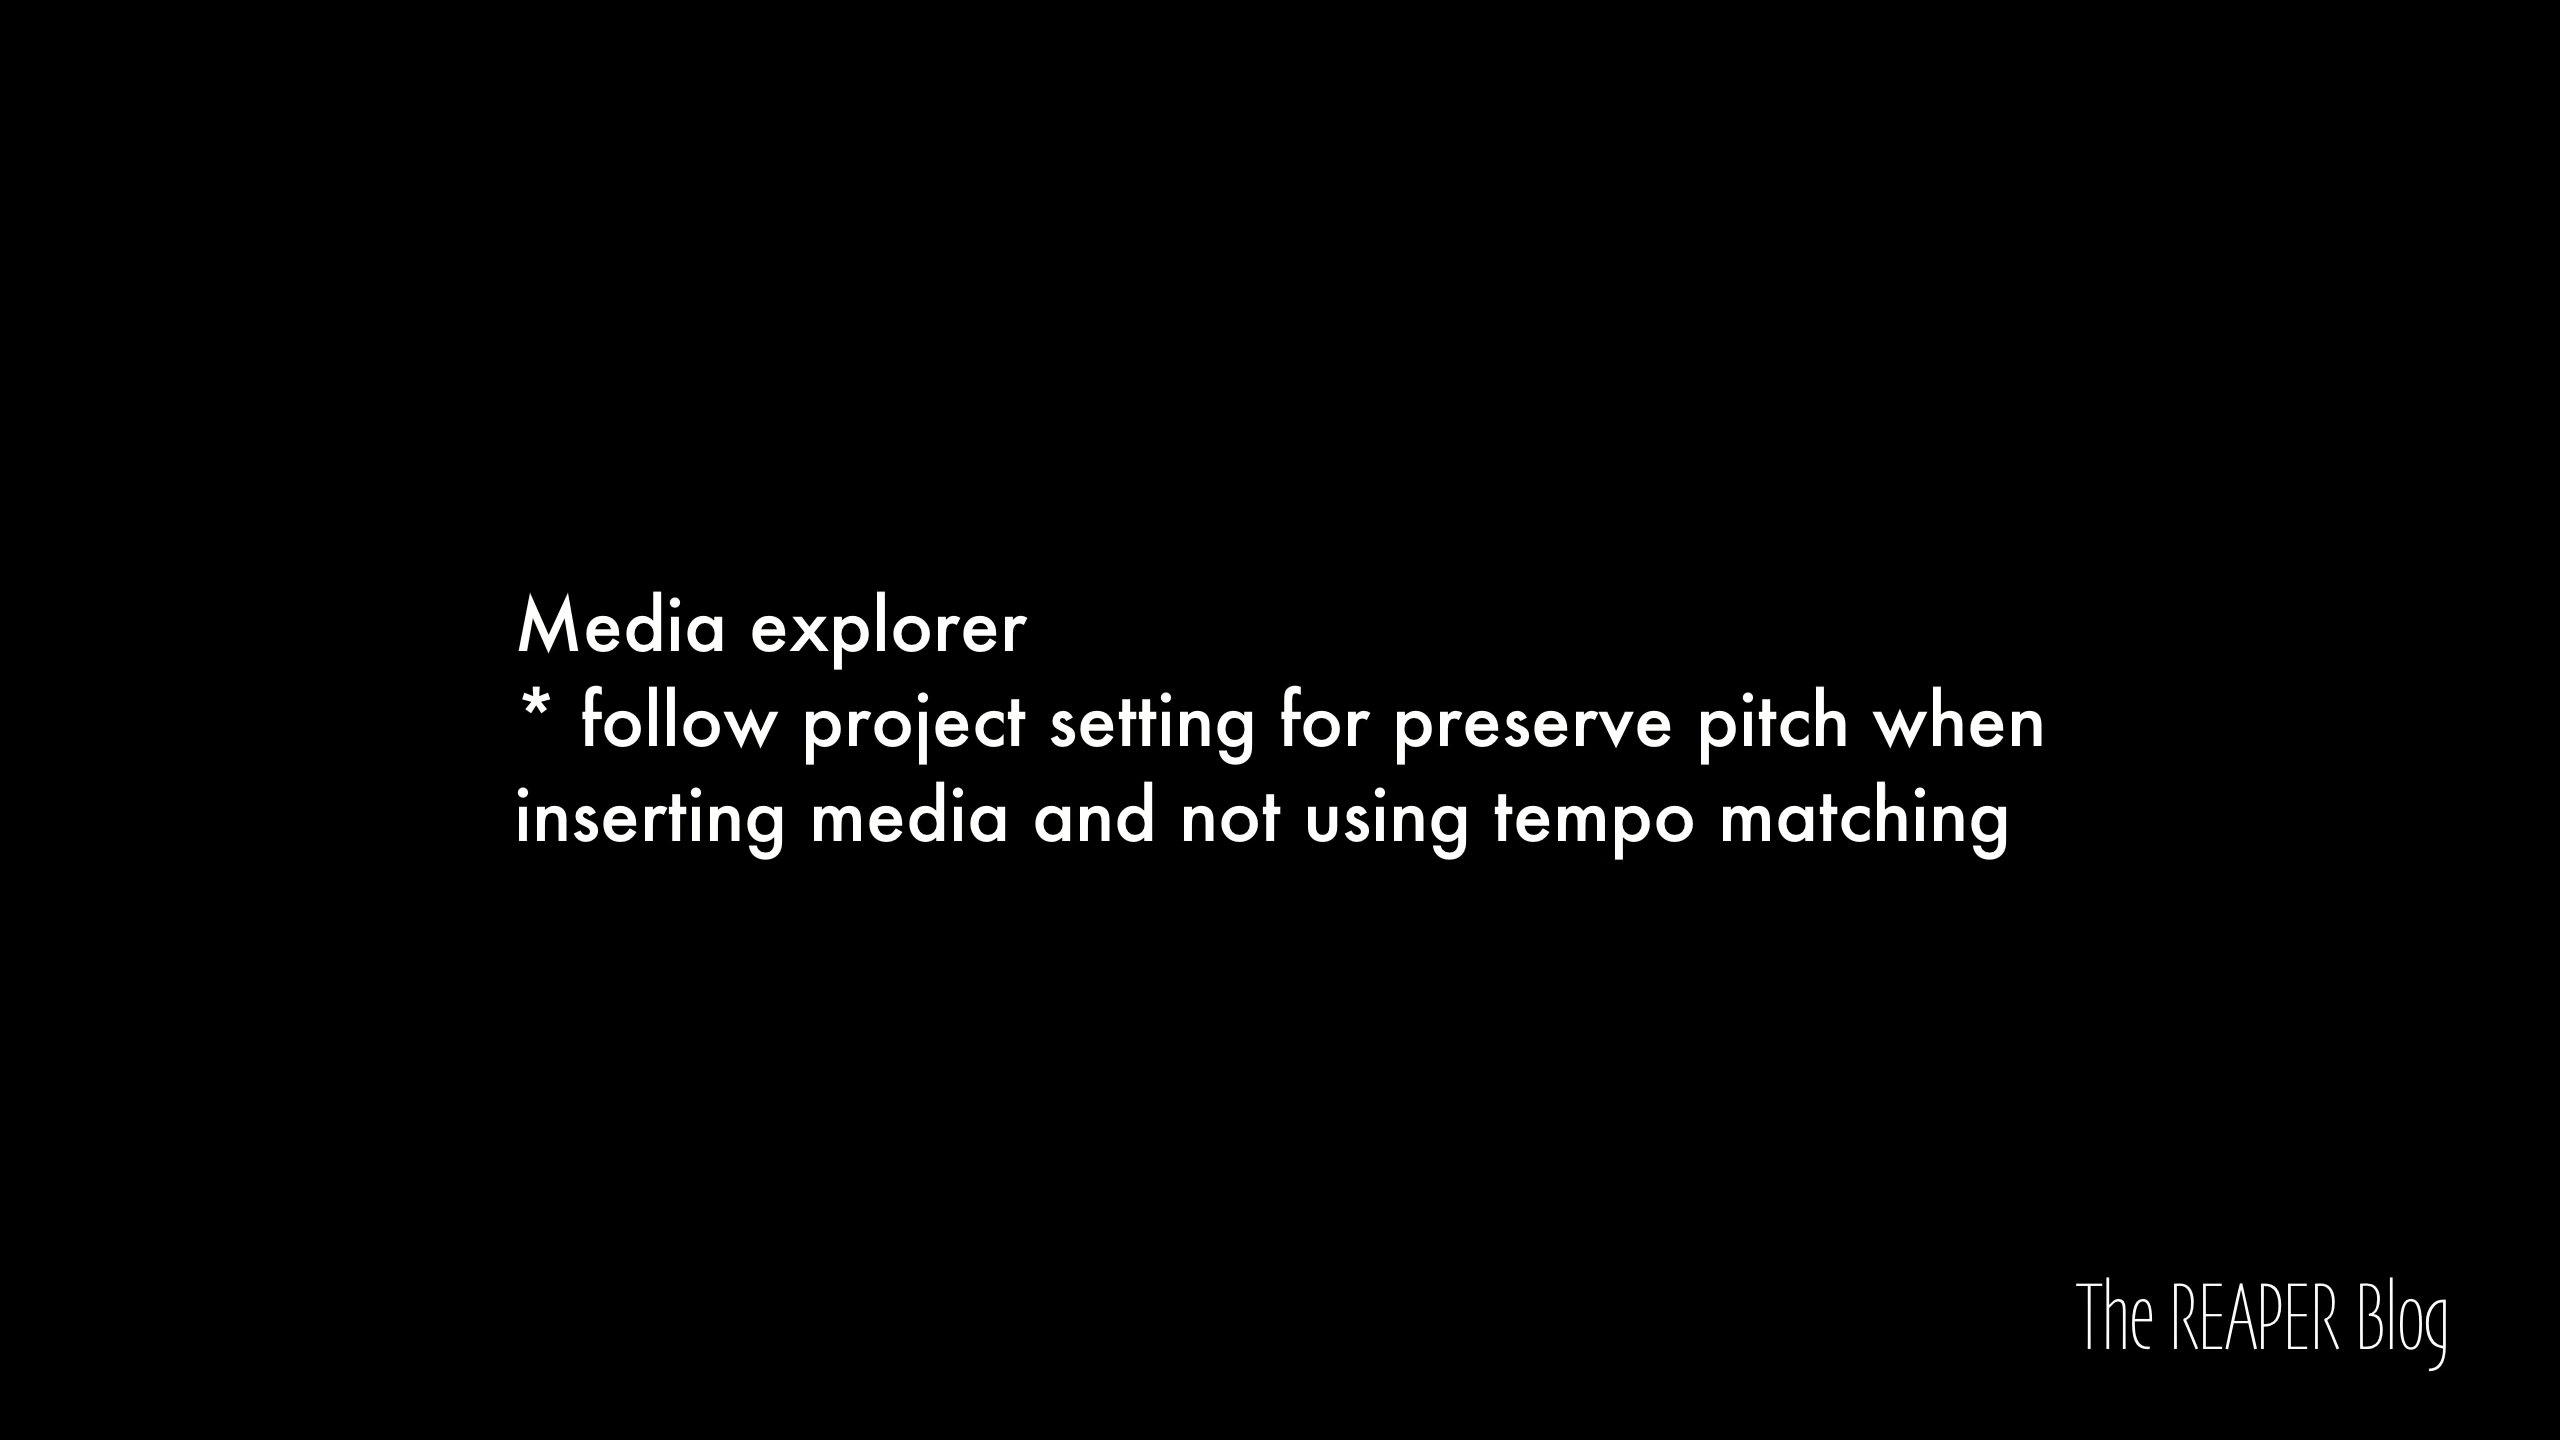 Media explorer
* follow project setting for preserve pitch when
inserting media and not using tempo matching
The REAPER Blog